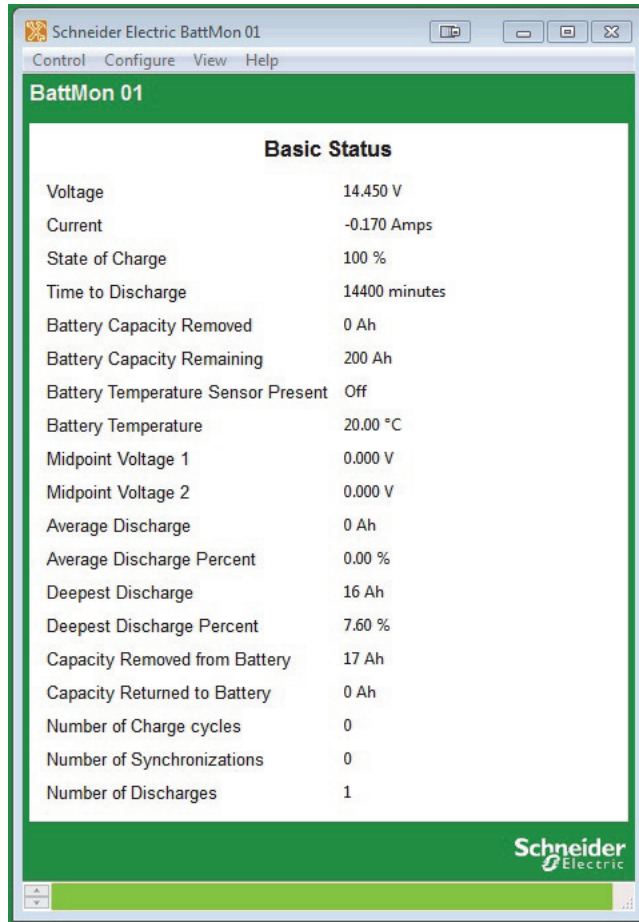 Schneider Electric BattMon 01
Control Configure View Help
BattMon 01
Basic Status
Voltage 14.450 V
Current -0.170 Amps
State of Charge 100 %
Time to Discharge 14400 minutes
Battery Capacity Removed 0 Ah
Battery Capacity Remaining 200 Ah
Battery Temperature Sensor Present Off
Battery Temperature 20.00 °C
Midpoint Voltage 1 0.000 V
Midpoint Voltage 2 0.000 V
Average Discharge 0 Ah
Average Discharge Percent 0.00 %
Deepest Discharge 16 Ah
Deepest Discharge Percent 7.60 %
Capacity Removed from Battery 17 Ah
Capacity Returned to Battery 0 Ah
Number of Charge cycles 0
Number of Synchronizations 0
Number of Discharges 1
Schneider
Electric